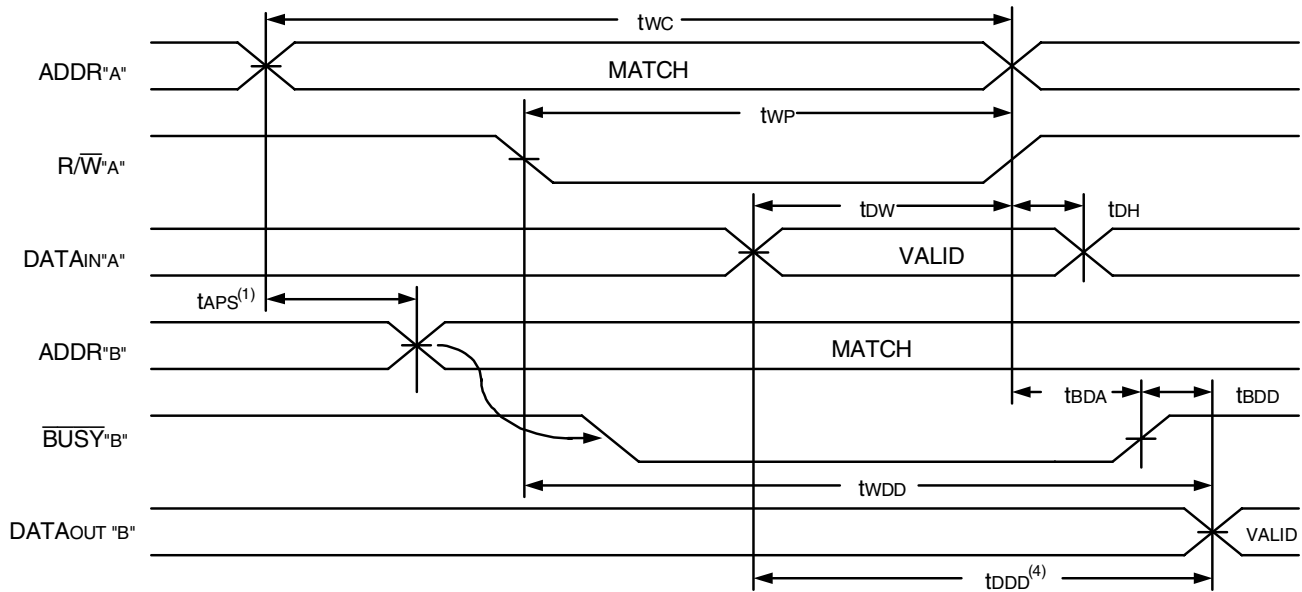 tWC
ADDR"A"
MATCH
tWP
R/W̅"A"
tDW
tDH
DATAIN"A"
VALID
tAPS(1)
ADDR"B"
MATCH
tBDA
tBDD
B̅U̅S̅Y̅"B"
tWDD
DATAOUT "B"
VALID
tDDD(4)